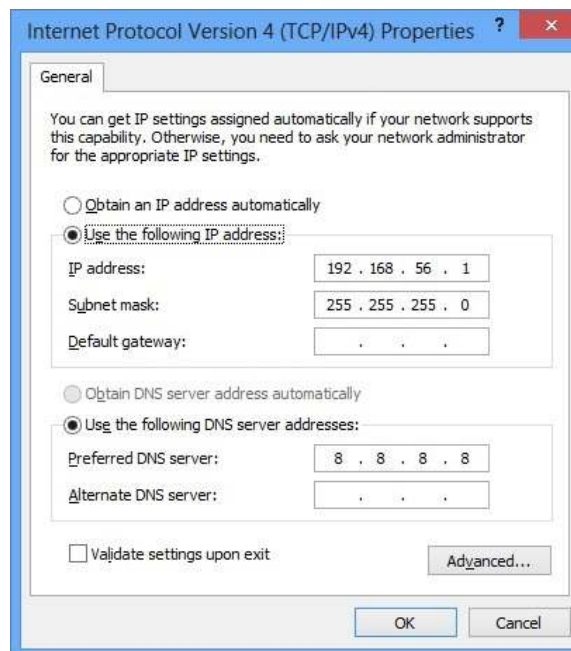 Internet Protocol Version 4 (TCP/IPv4) Properties ? ×
General
You can get IP settings assigned automatically if your network supports
this capability. Otherwise, you need to ask your network administrator
for the appropriate IP settings.
Obtain an IP address automatically
Use the following IP address:
IP address: 192 . 168 . 56 . 1
Subnet mask: 255 . 255 . 255 . 0
Default gateway: . . .
Obtain DNS server address automatically
Use the following DNS server addresses:
Preferred DNS server: 8 . 8 . 8 . 8
Alternate DNS server: . . .
Validate settings upon exit
Advanced...
OK Cancel